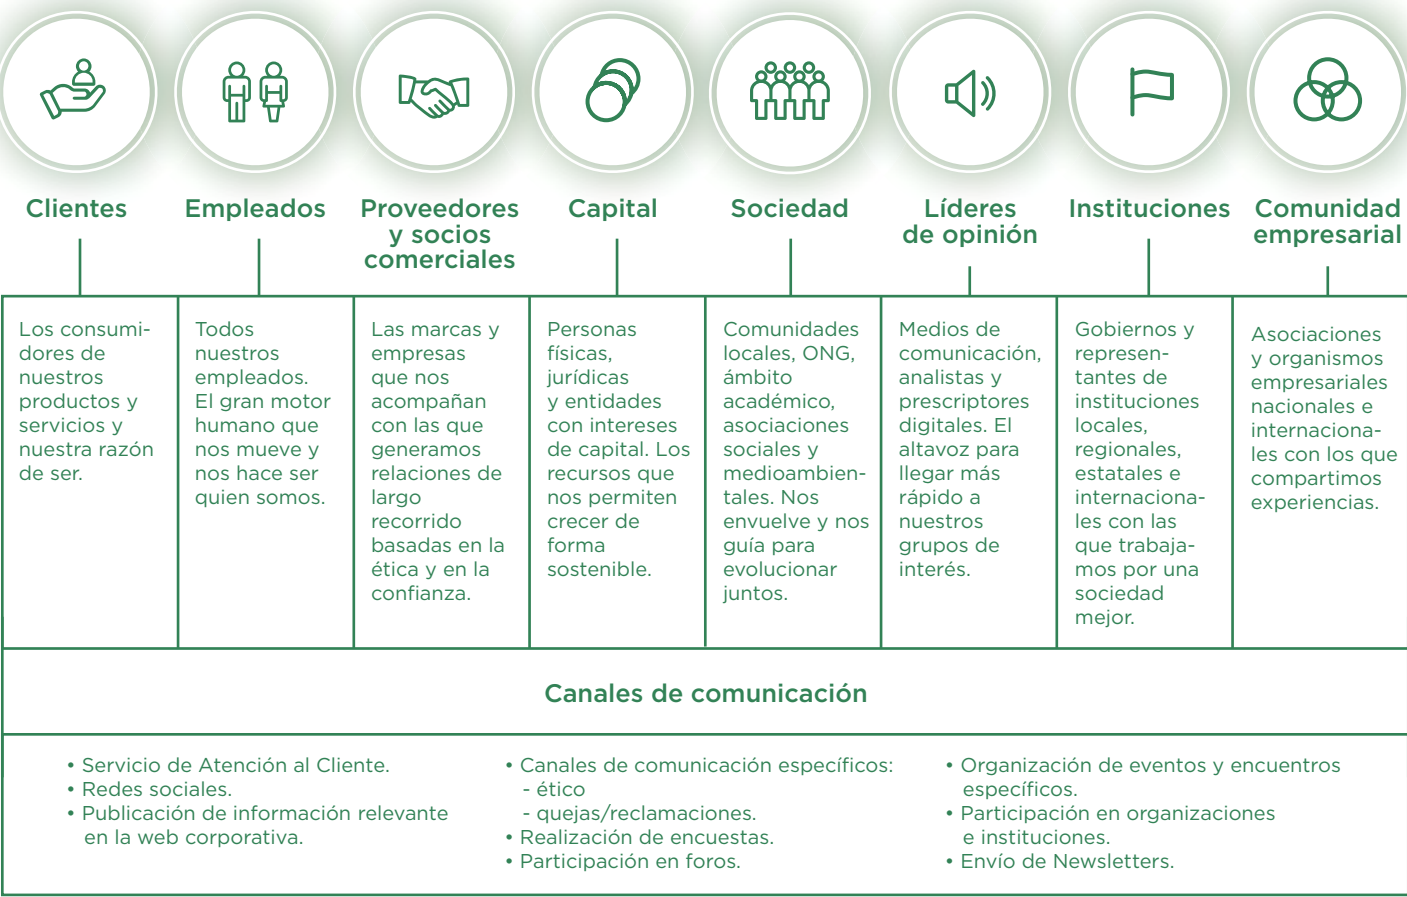 Clientes
Empleados
Proveedores
y socios
comerciales
Capital
Sociedad
Líderes
de opinión
Instituciones
Comunidad
empresarial
Los consumi-
dores de
nuestros
productos y
servicios y
nuestra razón
de ser.
Todos
nuestros
empleados.
El gran motor
humano que
nos mueve y
nos hace ser
quien somos.
Las marcas y
empresas
que nos
acompañan
con las que
generamos
relaciones de
largo
recorrido
basadas en la
ética y en la
confianza.
Personas
físicas,
jurídicas
y entidades
con intereses
de capital. Los
recursos que
nos permiten
crecer de
forma
sostenible.
Comunidades
locales, ONG,
ámbito
académico,
asociaciones
sociales y
medioambien-
tales. Nos
envuelve y nos
guía para
evolucionar
juntos.
Medios de
comunicación,
analistas y
prescriptores
digitales. El
altavoz para
llegar más
rápido a
nuestros
grupos de
interés.
Gobiernos y
represen-
tantes de
instituciones
locales,
regionales,
estatales e
internaciona-
les con las
que trabaja-
mos por una
sociedad
mejor.
Asociaciones
y organismos
empresariales
nacionales e
internaciona-
les con los que
compartimos
experiencias.
Canales de comunicación
• Servicio de Atención al Cliente.
• Redes sociales.
• Publicación de información relevante
en la web corporativa.
• Canales de comunicación específicos:
- ético
- quejas/reclamaciones.
• Realización de encuestas.
• Participación en foros.
• Organización de eventos y encuentros
específicos.
• Participación en organizaciones
e instituciones.
• Envío de Newsletters.